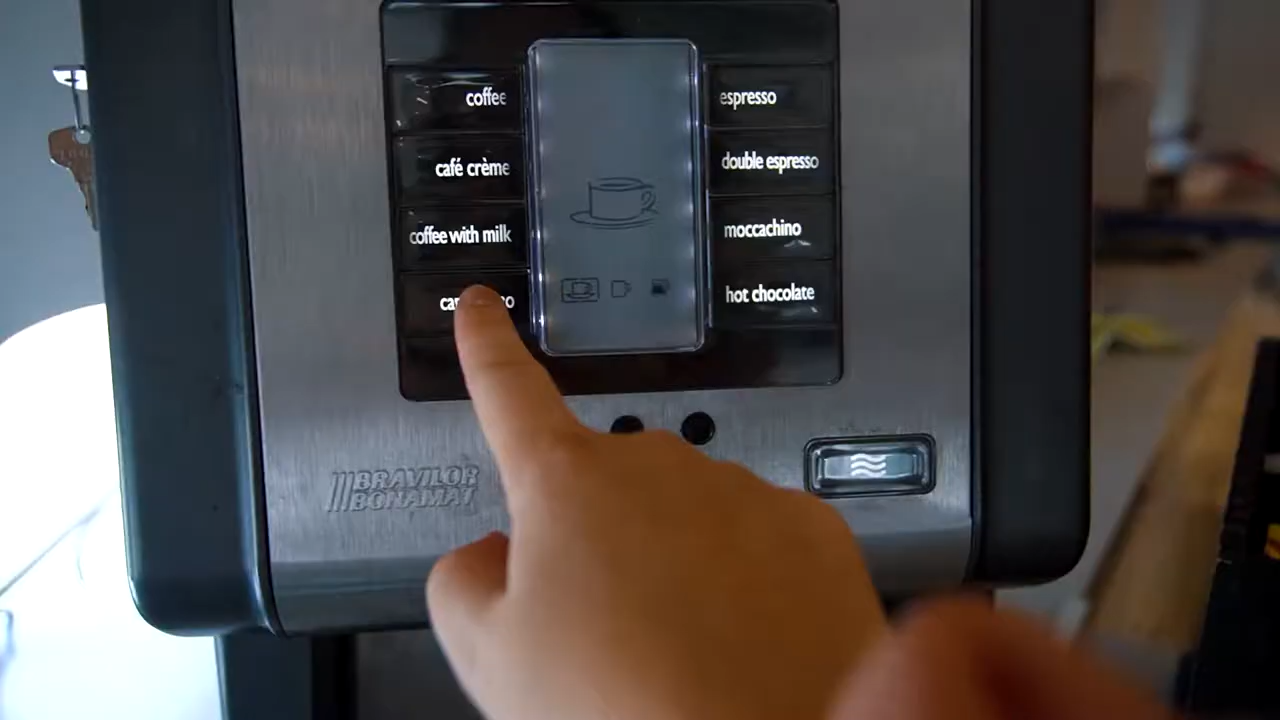 coffee
espresso
café crème
double espresso
coffee with milk
moccachino
hot chocolate
BRAVILOR
BONAMAT